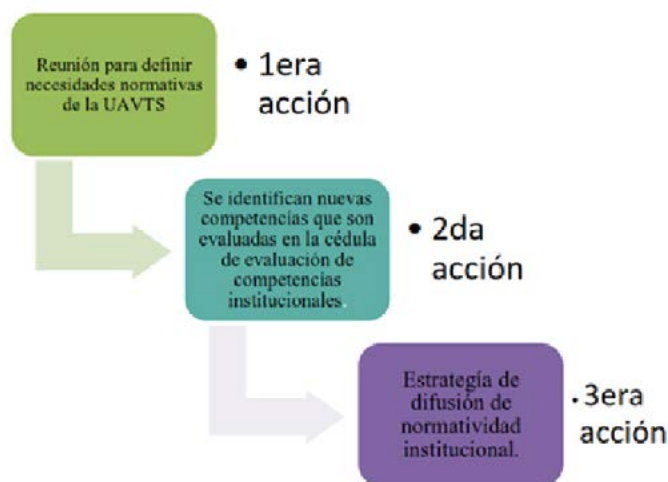 Reunión para definir
necesidades normativas
de la UAVTS
• 1era
acción
Se identifican nuevas
competencias que son
evaluadas en la cédula
de evaluación de
competencias
institucionales.
• 2da
acción
Estrategía de
difusión de
normatividad
institucional.
• 3era
acción